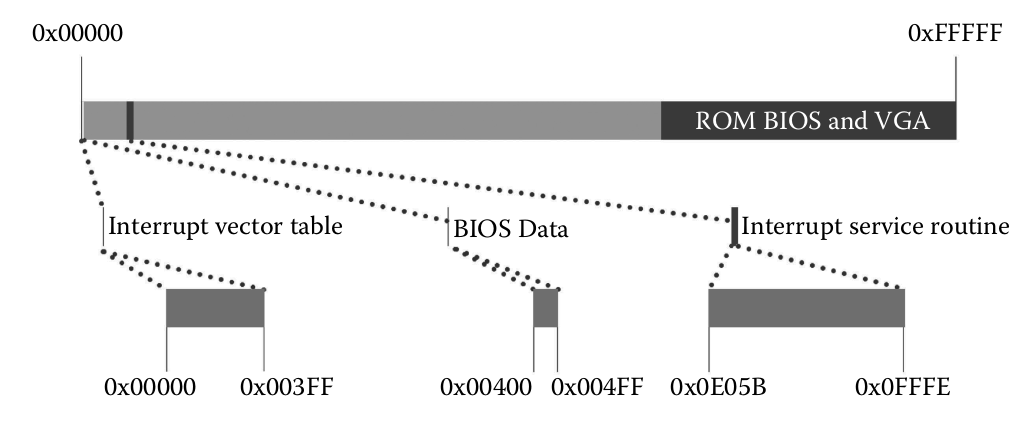 0x00000 0xFFFFF
ROM BIOS and VGA
Interrupt vector table BIOS Data Interrupt service routine
0x00000 0x003FF 0x00400 0x004FF 0x0E05B 0x0FFFE